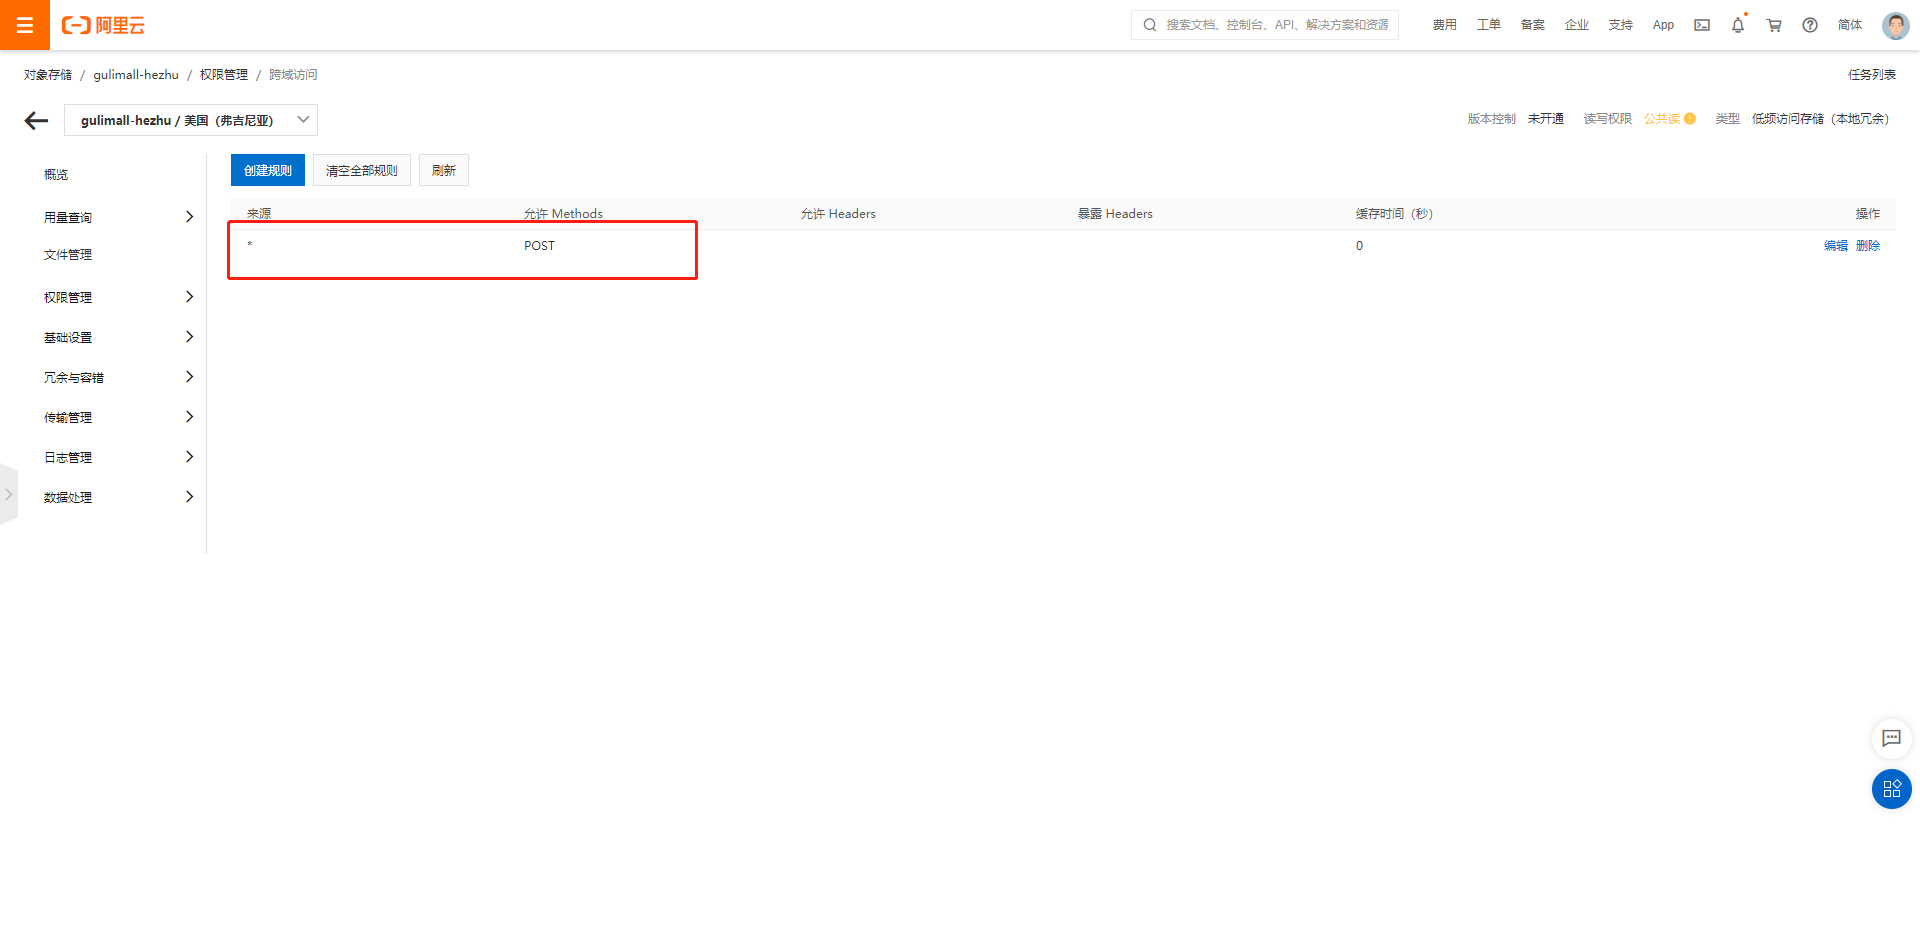 阿里云
搜索文档、控制台、API、解决方案和资源
费用 工单 备案 企业 支持 App 简体
对象存储 / gulimall-hezhu / 权限管理 / 跨域访问
任务列表
gulimall-hezhu / 美国（弗吉尼亚）
版本控制 未开通 读写权限 公共读 类型 低频访问存储（本地冗余）
概览
用量查询
文件管理
权限管理
基础设置
冗余与容错
传输管理
日志管理
数据处理
创建规则 清空全部规则 刷新
来源 允许 Methods 允许 Headers 暴露 Headers 缓存时间（秒） 操作
* POST 0 编辑 删除